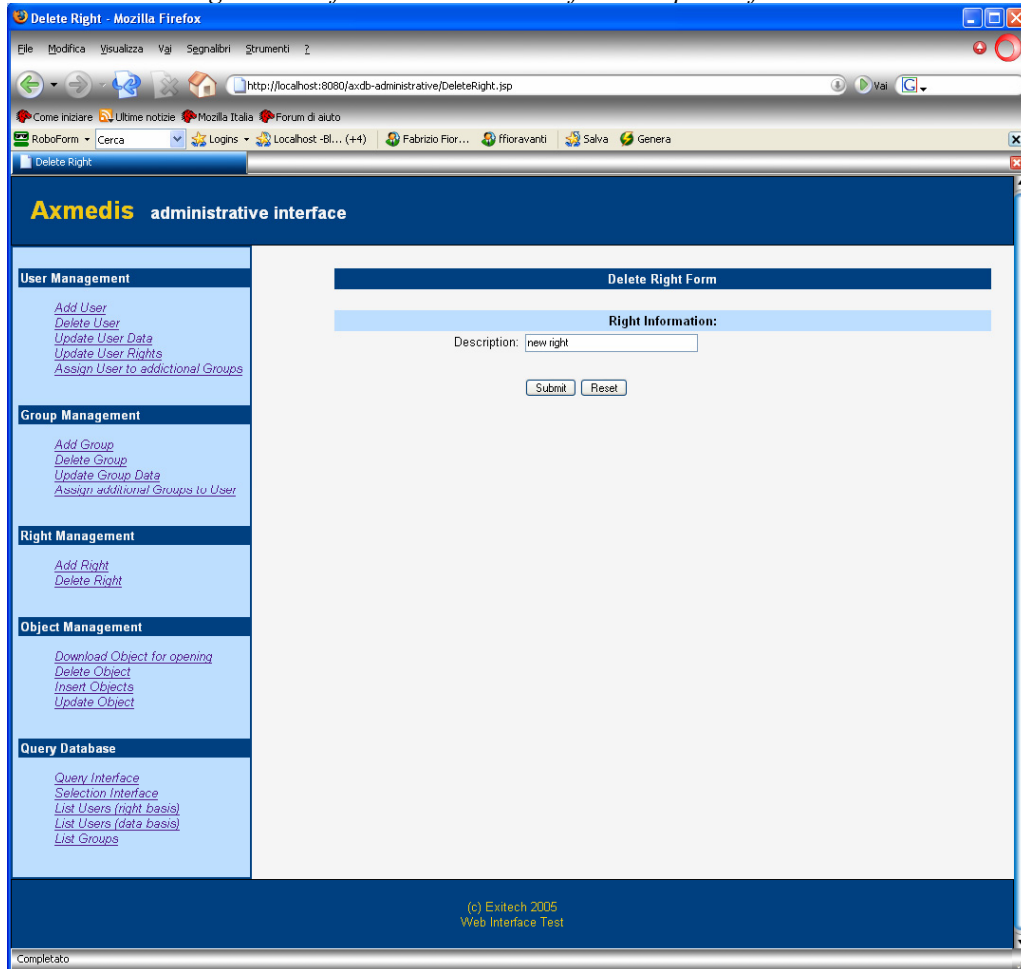 Delete Right - Mozilla Firefox
File Modifica Visualizza Vai Segnalibri Strumenti ?
http://localhost:8080/axdb-administrative/DeleteRight.jsp Vai G
Come iniziare Ultime notizie Mozilla Italia Forum di aiuto
RoboForm Cerca Logins Localhost -Bl... (+4) Fabrizio Fior... ffioravanti Salva Genera
Delete Right
Axmedis administrative interface
User Management
Add User
Delete User
Update User Data
Update User Rights
Assign User to addictional Groups
Group Management
Add Group
Delete Group
Update Group Data
Assign additional Groups to User
Right Management
Add Right
Delete Right
Object Management
Download Object for opening
Delete Object
Insert Objects
Update Object
Query Database
Query Interface
Selection Interface
List Users (right basis)
List Users (data basis)
List Groups
Delete Right Form
Right Information:
Description: new right
Submit Reset
(c) Exitech 2005
Web Interface Test
Completato